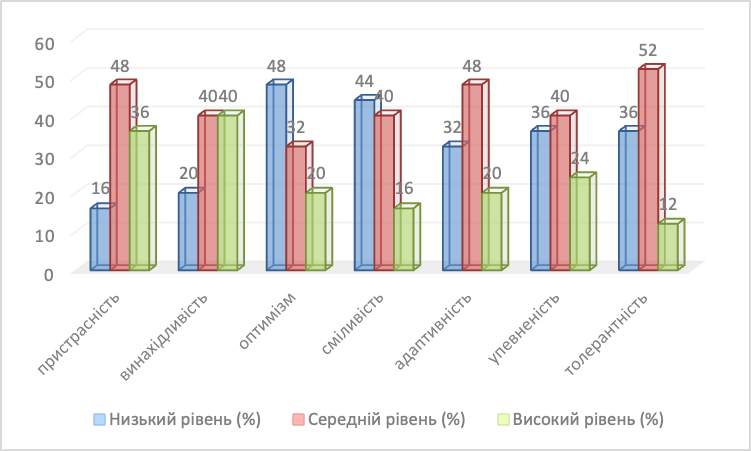 60
50
40
30
20
10
0
16 48 36
20 40 40
48 32 20
44 40 16
32 48 20
36 40 24
36 52 12
пристрасність
винахідливість
оптимізм
сміливість
адаптивність
упевненість
толерантність
Низький рівень (%) Середній рівень (%) Високий рівень (%)